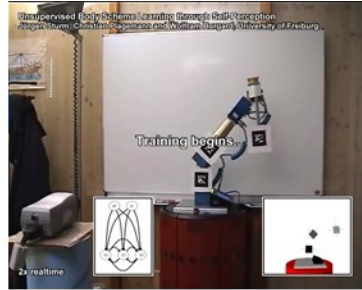 Unsupervised Body Scheme Learning through Self-Perception
Jürgen Sturm, Christian Plagemann and Wolfram Burgard, University of Freiburg
Training begins...
2x realtime